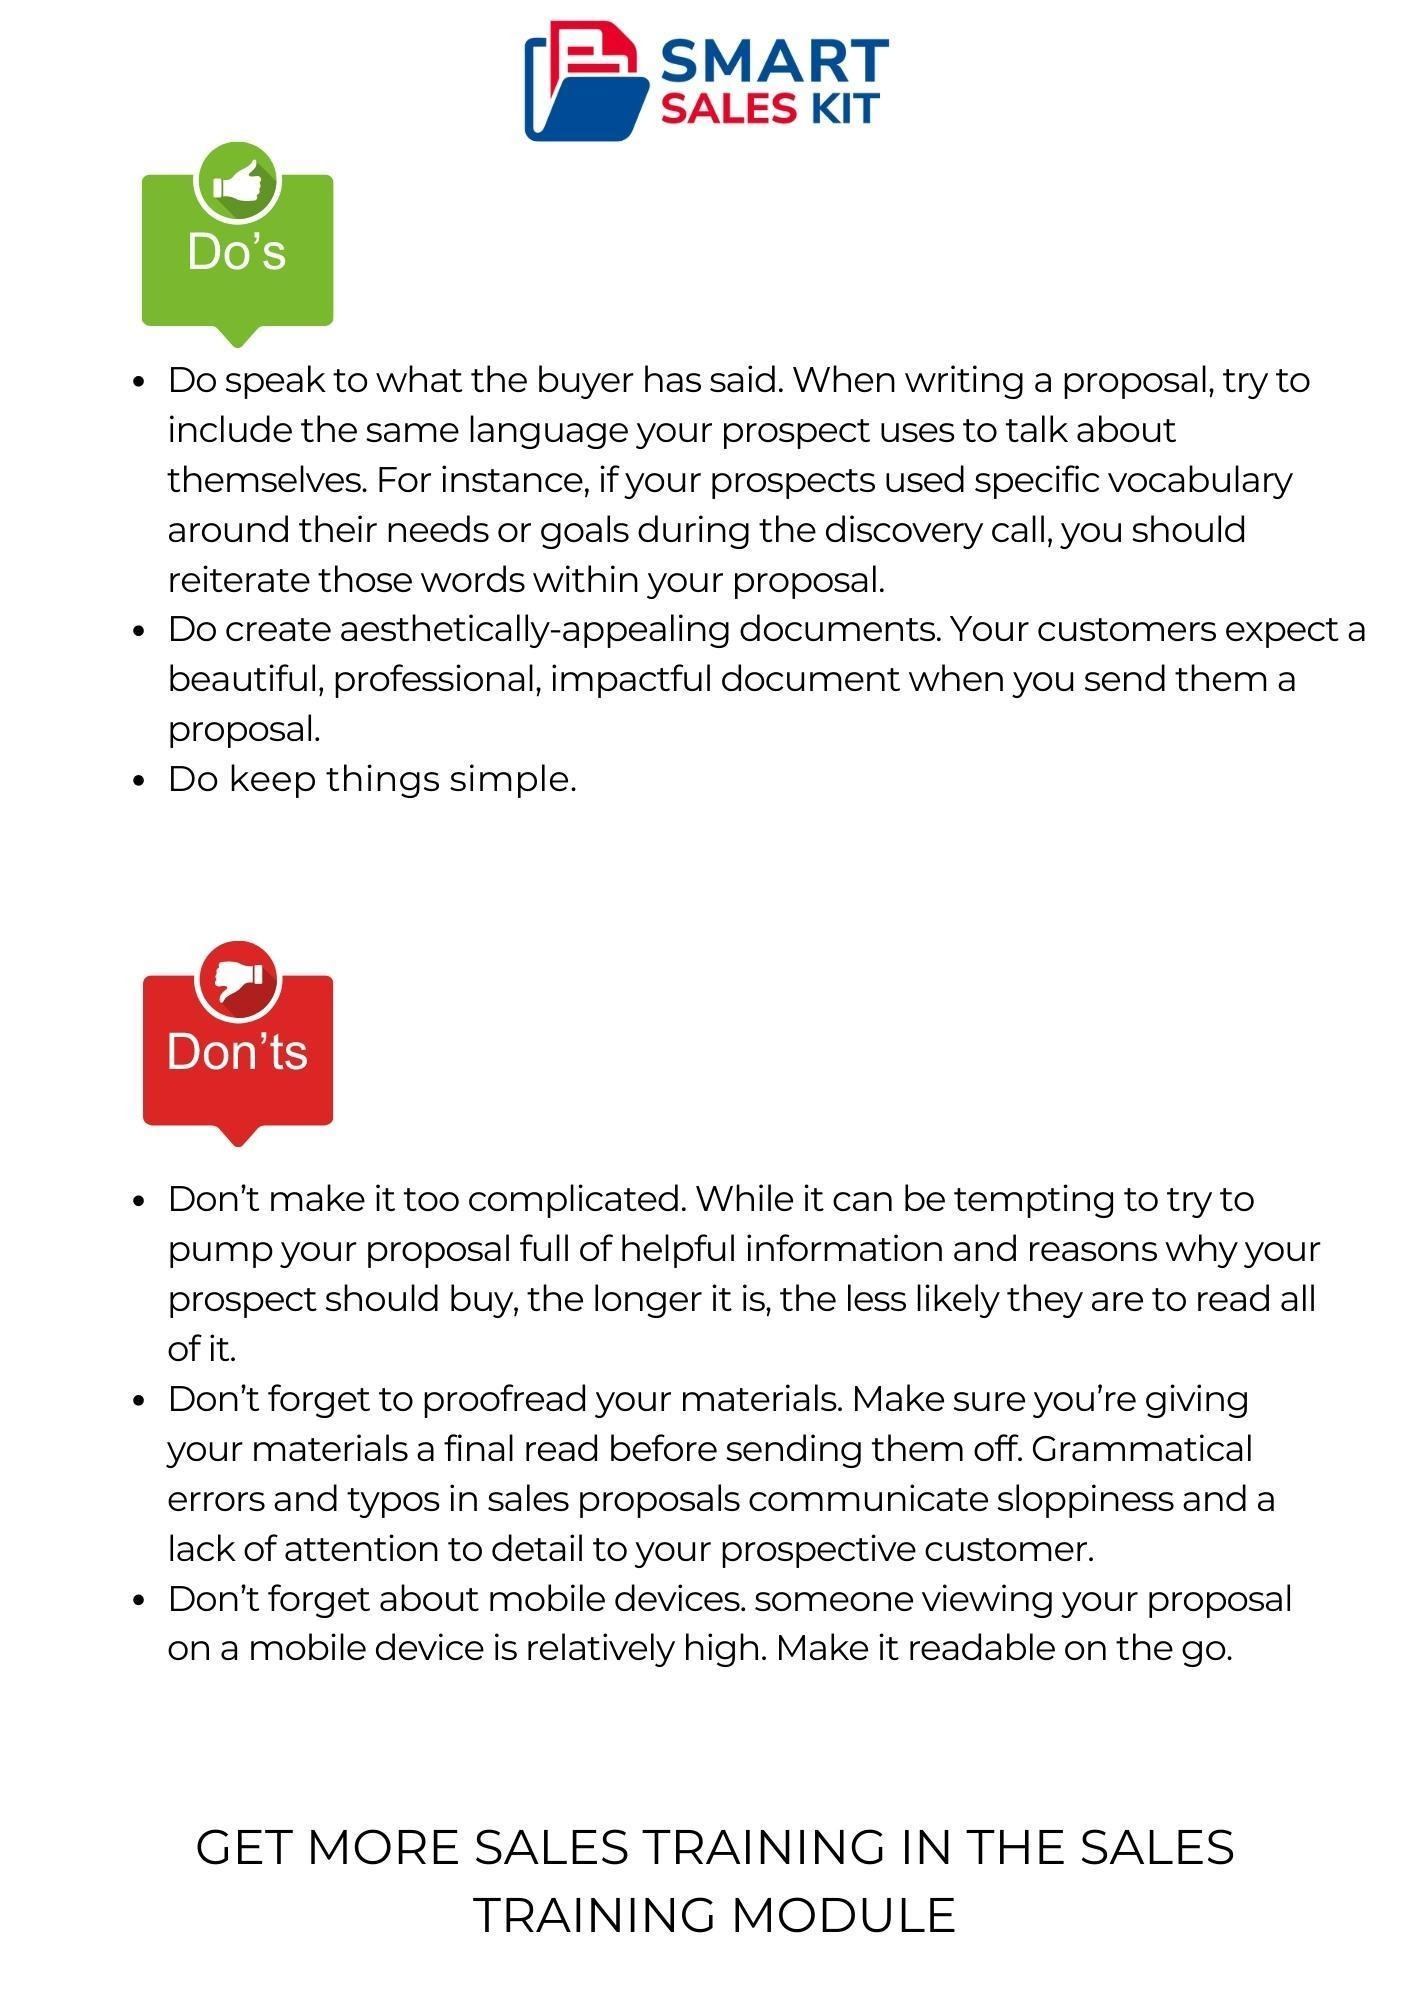 SMART
SALES KIT
Do’s
• Do speak to what the buyer has said. When writing a proposal, try to
include the same language your prospect uses to talk about
themselves. For instance, if your prospects used specific vocabulary
around their needs or goals during the discovery call, you should
reiterate those words within your proposal.
• Do create aesthetically-appealing documents. Your customers expect a
beautiful, professional, impactful document when you send them a
proposal.
• Do keep things simple.
Don’ts
• Don’t make it too complicated. While it can be tempting to try to
pump your proposal full of helpful information and reasons why your
prospect should buy, the longer it is, the less likely they are to read all
of it.
• Don’t forget to proofread your materials. Make sure you’re giving
your materials a final read before sending them off. Grammatical
errors and typos in sales proposals communicate sloppiness and a
lack of attention to detail to your prospective customer.
• Don’t forget about mobile devices. someone viewing your proposal
on a mobile device is relatively high. Make it readable on the go.
GET MORE SALES TRAINING IN THE SALES
TRAINING MODULE